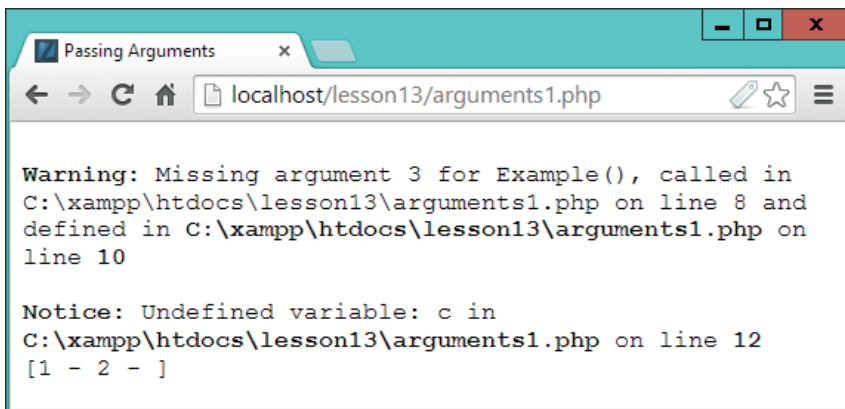 Passing Arguments
localhost/lesson13/arguments1.php
Warning: Missing argument 3 for Example(), called in
C:\xampp\htdocs\lesson13\arguments1.php on line 8 and
defined in C:\xampp\htdocs\lesson13\arguments1.php on
line 10
Notice: Undefined variable: c in
C:\xampp\htdocs\lesson13\arguments1.php on line 12
[1 - 2 - ]